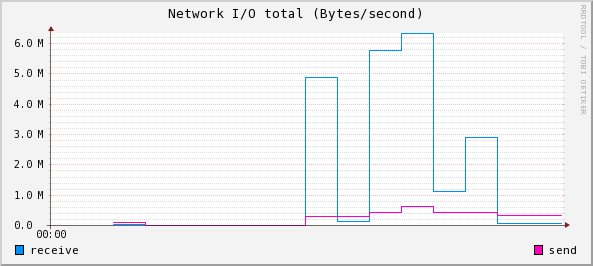 Network I/O total (Bytes/second)
RRDTOOL / TOBI OETIKER
6.0 M
5.0 M
4.0 M
3.0 M
2.0 M
1.0 M
0.0
00:00
receive
send